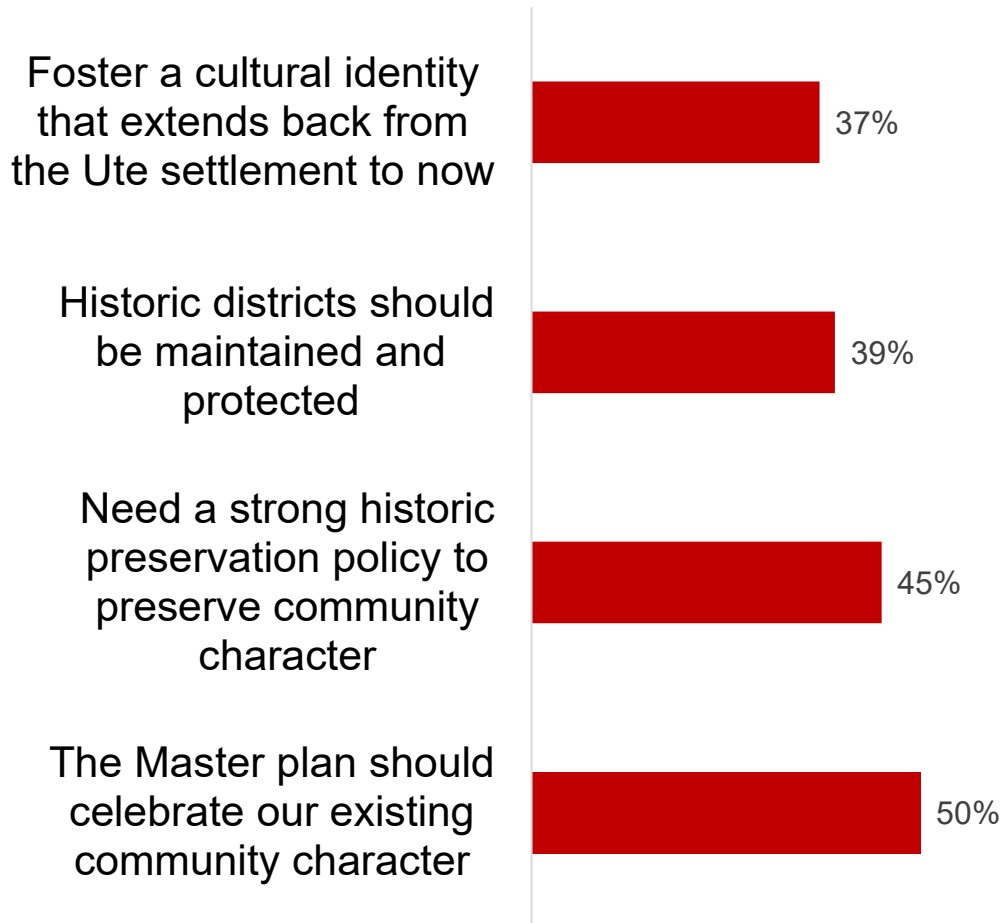 Foster a cultural identity
that extends back from
the Ute settlement to now
37%
Historic districts should
be maintained and
protected
39%
Need a strong historic
preservation policy to
preserve community
character
45%
The Master plan should
celebrate our existing
community character
50%